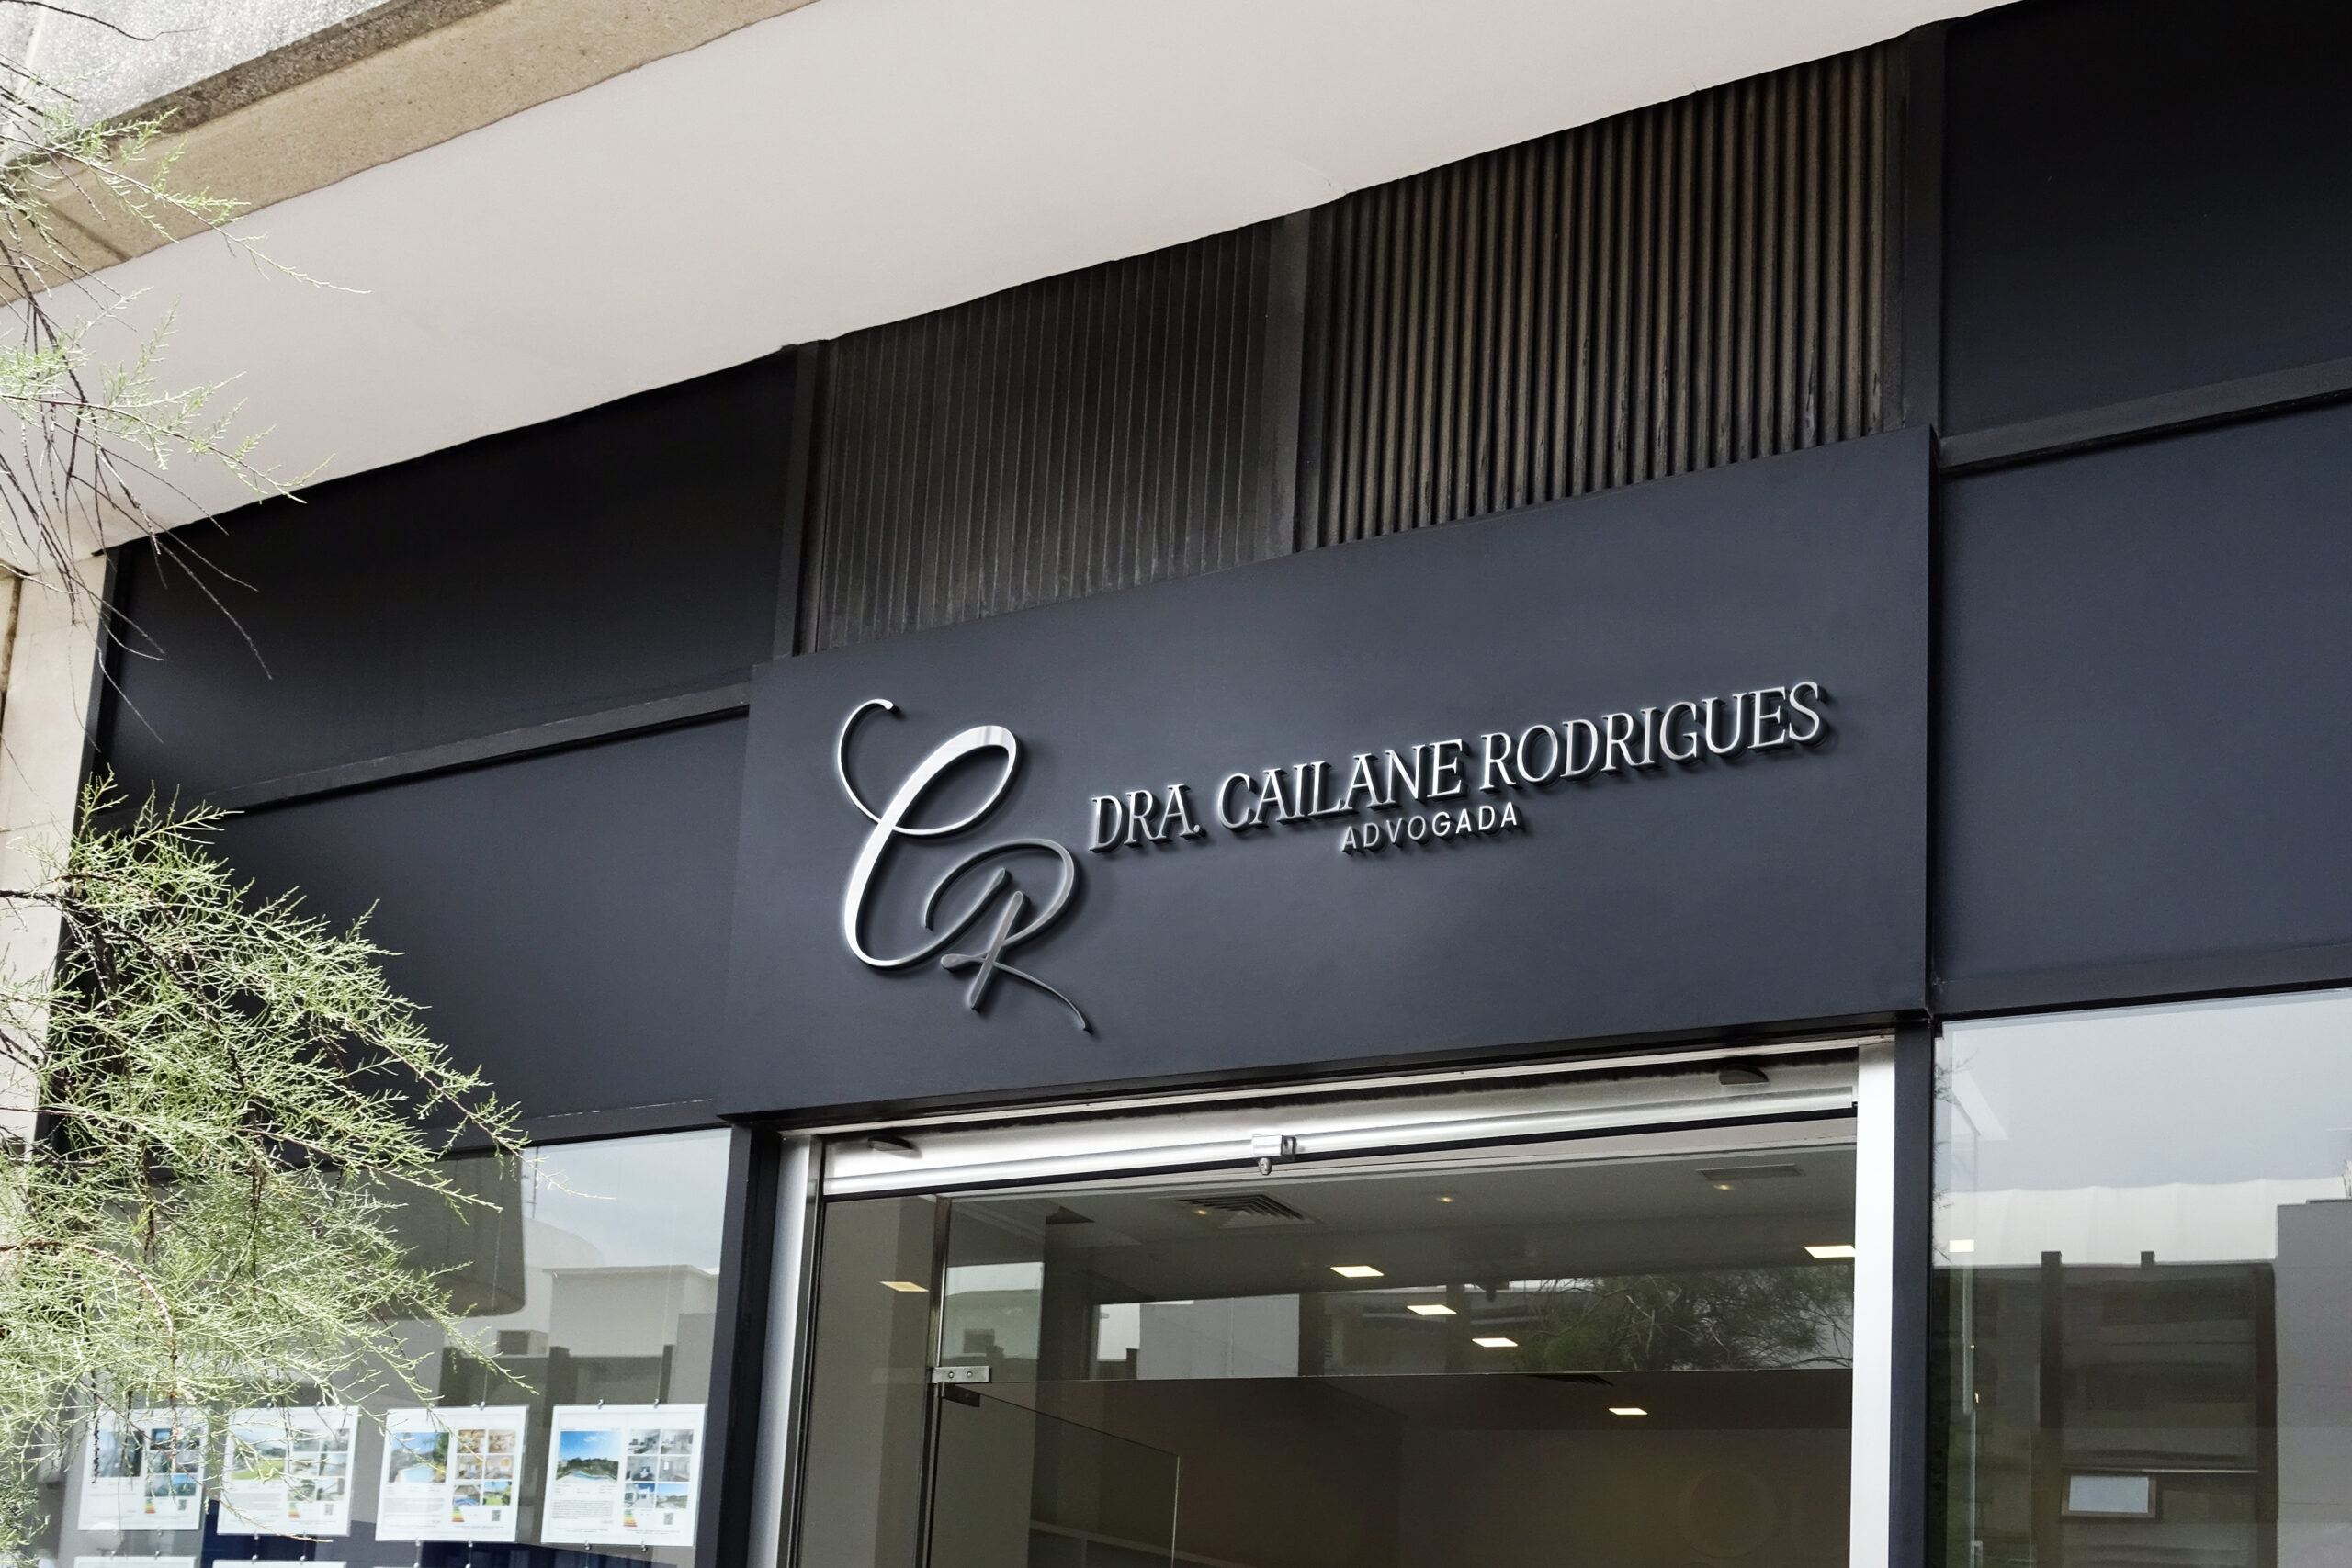 CR
DRA. CAILANE RODRIGUES
ADVOGADA